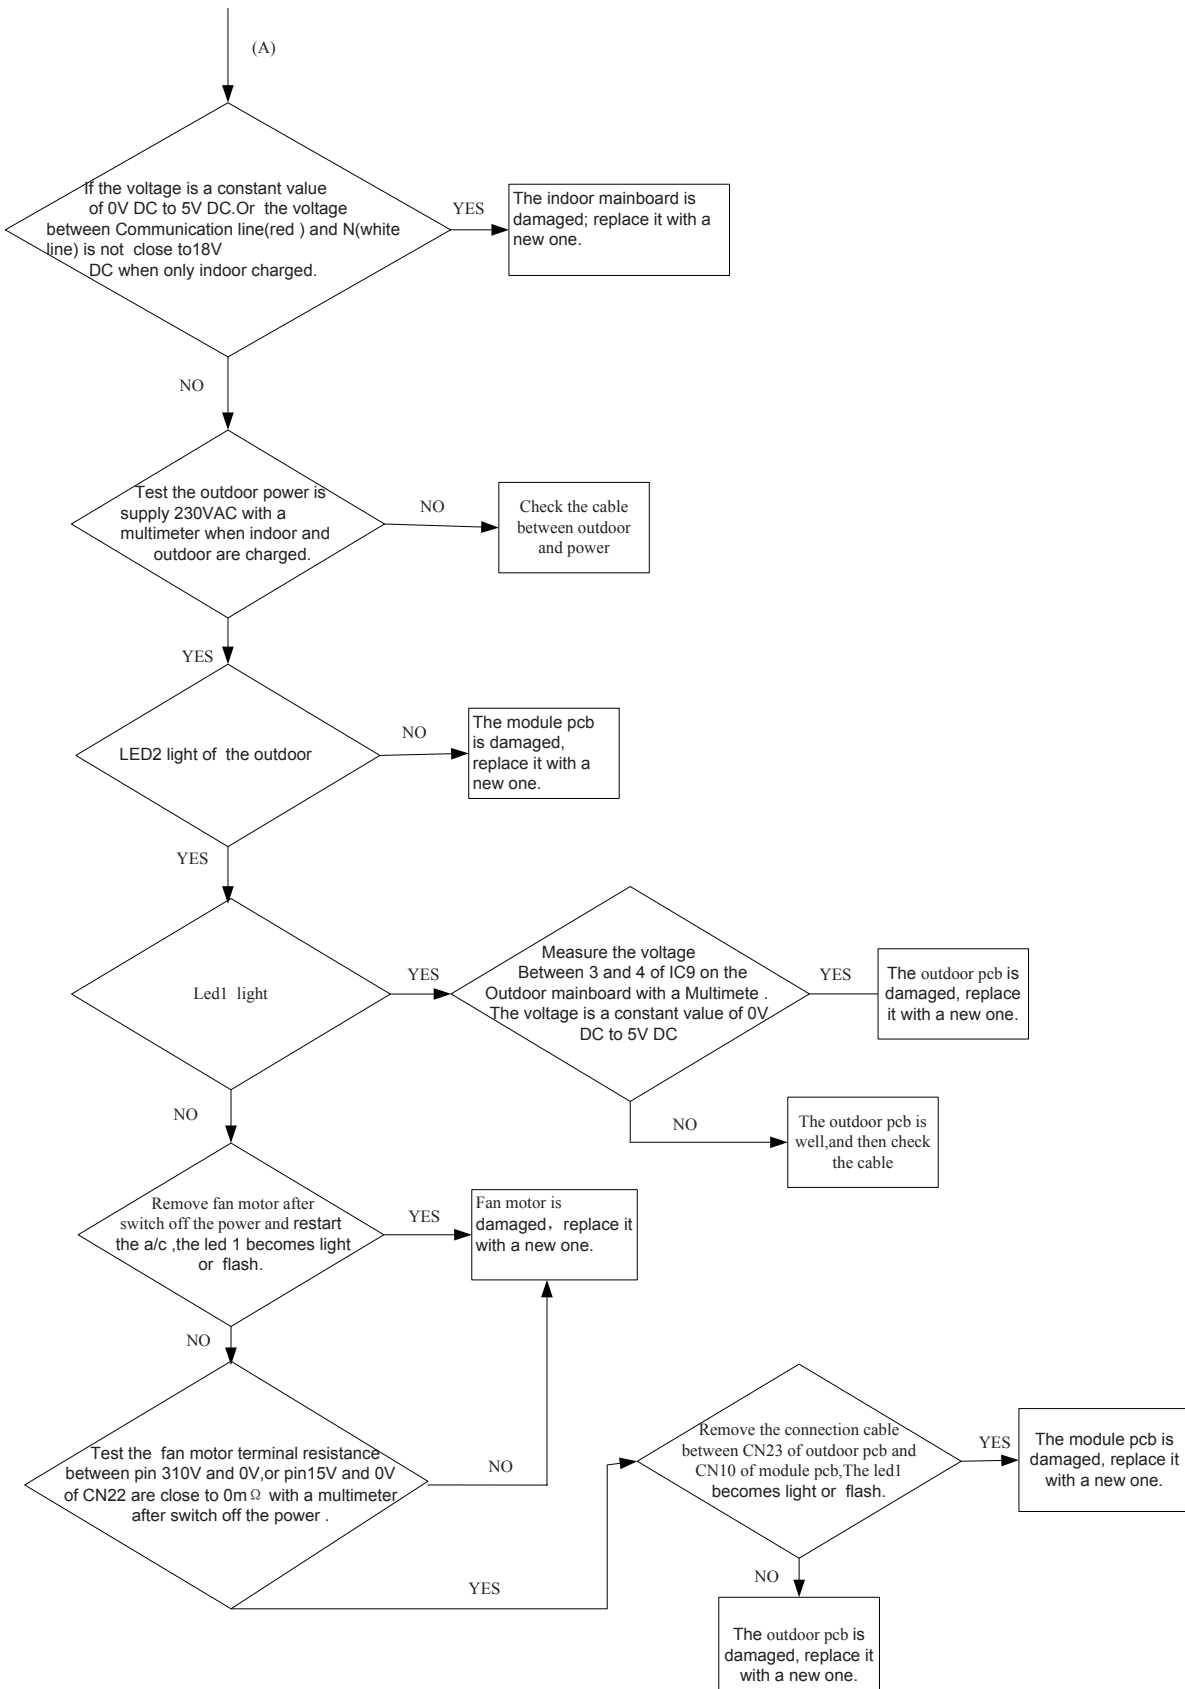 (A)
If the voltage is a constant value
of 0V DC to 5V DC.Or the voltage
between Communication line(red ) and N(white
line) is not close to18V
DC when only indoor charged.
YES
The indoor mainboard is
damaged; replace it with a
new one.
NO
Test the outdoor power is
supply 230VAC with a
multimeter when indoor and
outdoor are charged.
NO
Check the cable
between outdoor
and power
YES
LED2 light of the outdoor
NO
The module pcb
is damaged,
replace it with a
new one.
YES
Led1 light
YES
Measure the voltage
Between 3 and 4 of IC9 on the
Outdoor mainboard with a Multimete .
The voltage is a constant value of 0V
DC to 5V DC
YES
The outdoor pcb is
damaged, replace
it with a new one.
NO
The outdoor pcb is
well,and then check
the cable
NO
Remove fan motor after
switch off the power and restart
the a/c ,the led 1 becomes light
or flash.
YES
Fan motor is
damaged，replace it
with a new one.
NO
Test the fan motor terminal resistance
between pin 310V and 0V,or pin15V and 0V
of CN22 are close to 0mΩ with a multimeter
after switch off the power .
NO
YES
Remove the connection cable
between CN23 of outdoor pcb and
CN10 of module pcb,The led1
becomes light or flash.
YES
The module pcb is
damaged, replace it
with a new one.
NO
The outdoor pcb is
damaged, replace it
with a new one.